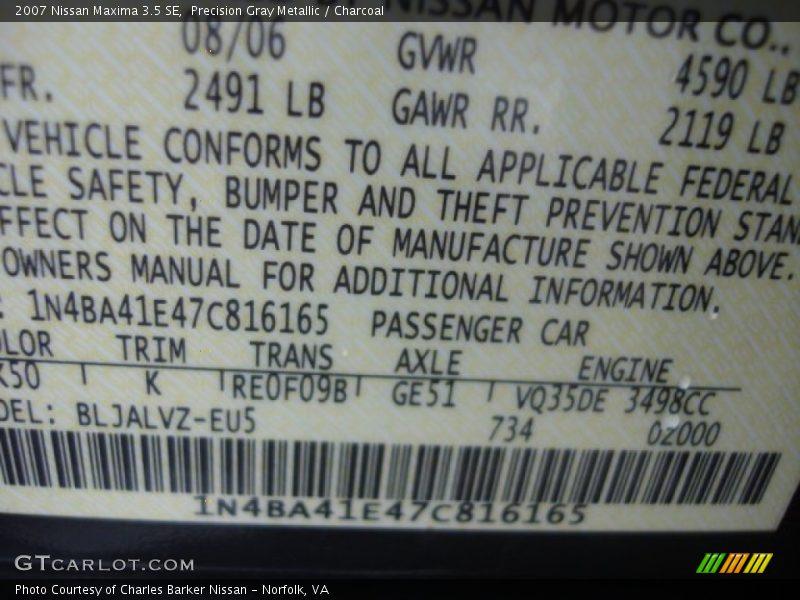 2007 Nissan Maxima 3.5 SE, Precision Gray Metallic / Charcoal
NISSAN MOTOR CO.,
08/06 GVWR 4590 LB
FR. 2491 LB GAWR RR. 2119 LB
VEHICLE CONFORMS TO ALL APPLICABLE FEDERAL
CLE SAFETY, BUMPER AND THEFT PREVENTION STAN
FFECT ON THE DATE OF MANUFACTURE SHOWN ABOVE.
OWNERS MANUAL FOR ADDITIONAL INFORMATION.
: 1N4BA41E47C816165 PASSENGER CAR
OLOR TRIM TRANS AXLE ENGINE
K50 K RE0F09B GE51 VQ35DE 3498CC
DEL: BLJALVZ-EU5 734 02000
1N4BA41E47C816165
GTCARLOT.COM
Photo Courtesy of Charles Barker Nissan - Norfolk, VA